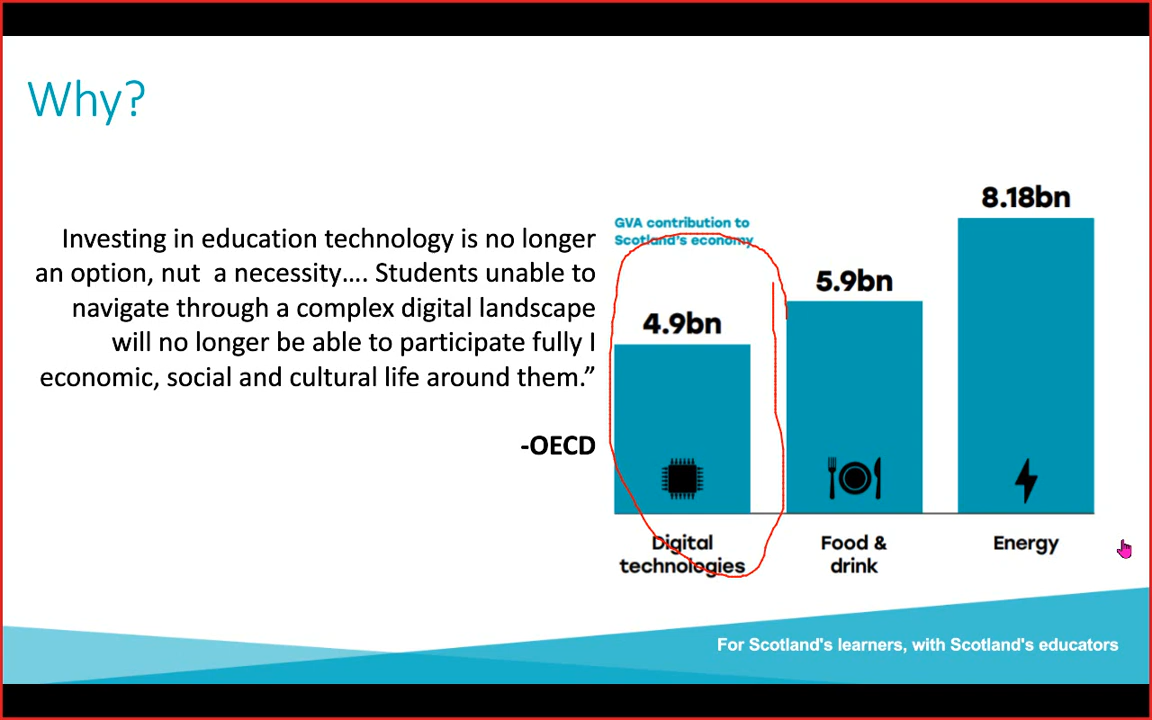 Why?
Investing in education technology is no longer
an option, nut  a necessity…. Students unable to
navigate through a complex digital landscape
will no longer be able to participate fully I
economic, social and cultural life around them.”
-OECD
GVA contribution to
Scotland's economy
4.9bn
5.9bn
8.18bn
Digital
technologies
Food &
drink
Energy
For Scotland's learners, with Scotland's educators